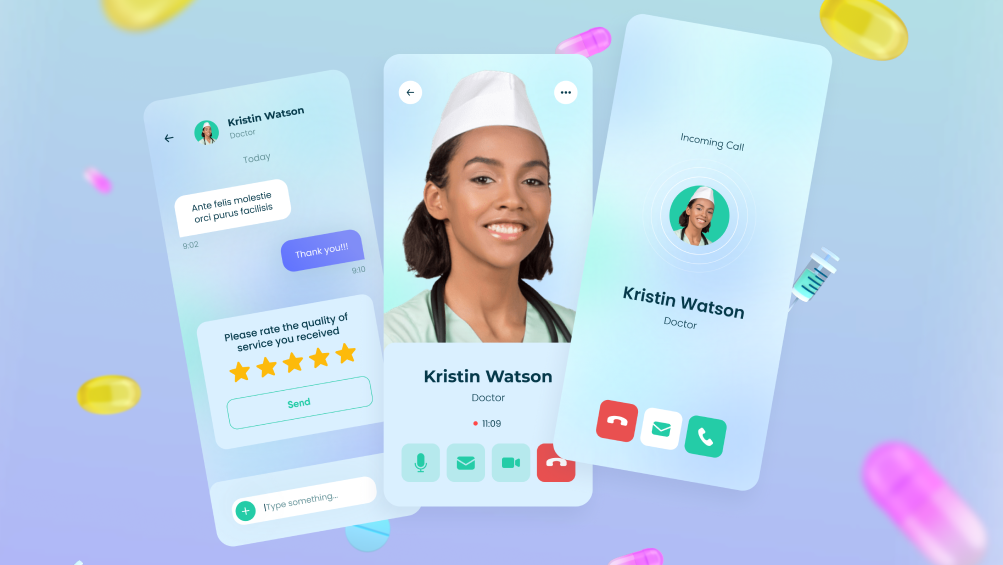 Kristin Watson
Doctor
Today
Ante felis molestie
orci purus facilisis
9:02
Thank you!!!
9:10
Please rate the quality of
service you received
Send
Type something...
Kristin Watson
Doctor
11:09
Incoming Call
Kristin Watson
Doctor